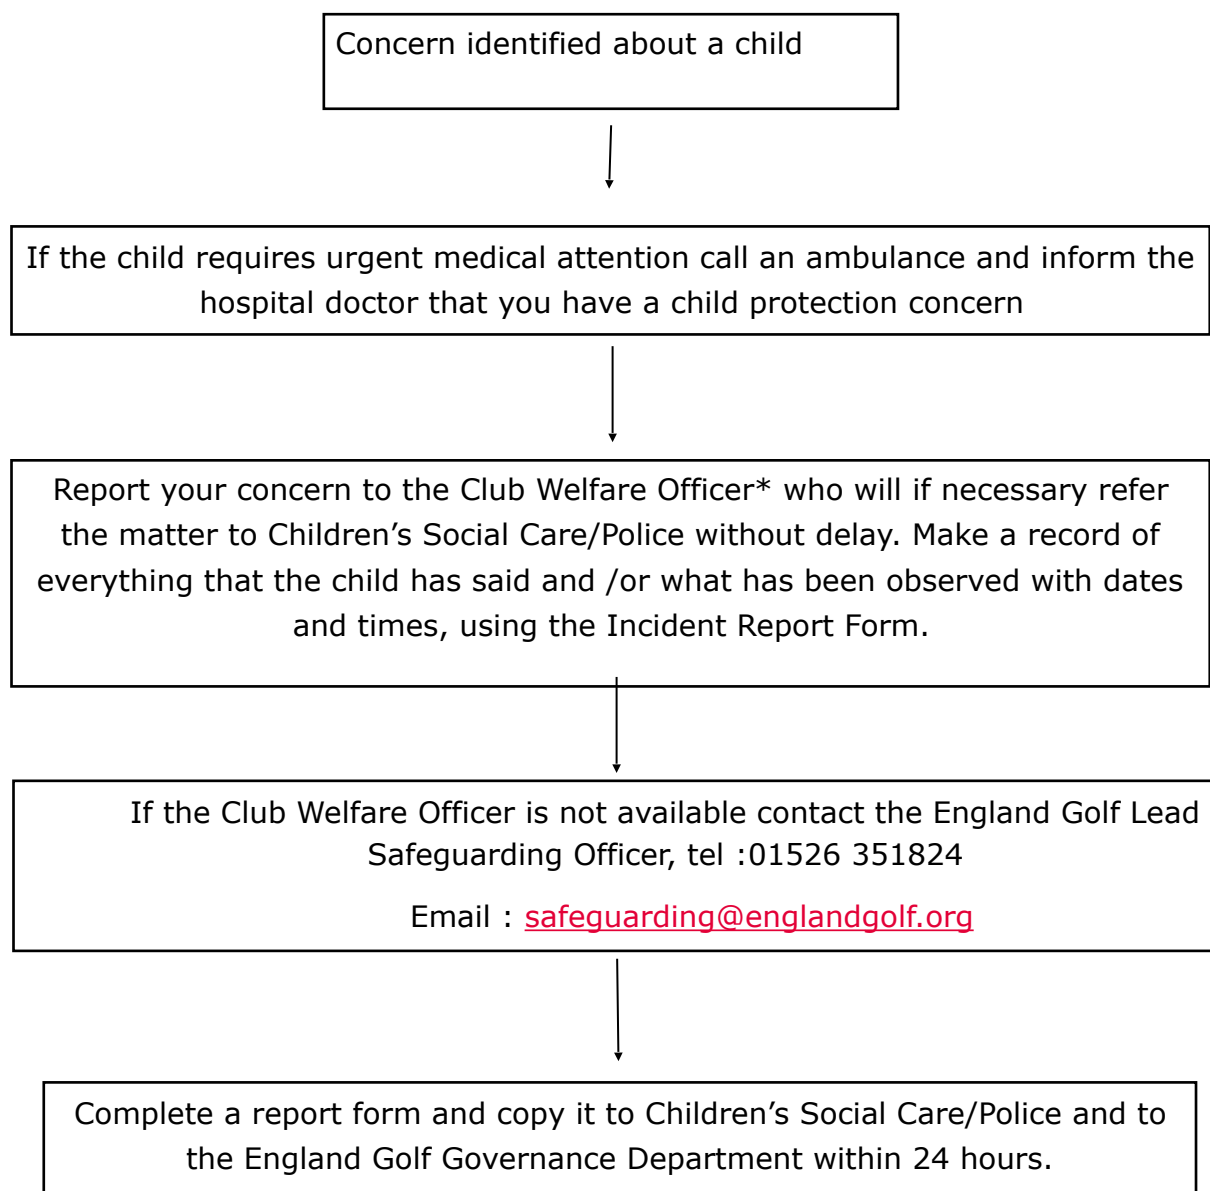 Concern identified about a child
If the child requires urgent medical attention call an ambulance and inform the
hospital doctor that you have a child protection concern
Report your concern to the Club Welfare Officer* who will if necessary refer
the matter to Children’s Social Care/Police without delay. Make a record of
everything that the child has said and /or what has been observed with dates
and times, using the Incident Report Form.
If the Club Welfare Officer is not available contact the England Golf Lead
Safeguarding Officer, tel :01526 351824
Email : safeguarding@englandgolf.org
Complete a report form and copy it to Children’s Social Care/Police and to
the England Golf Governance Department within 24 hours.